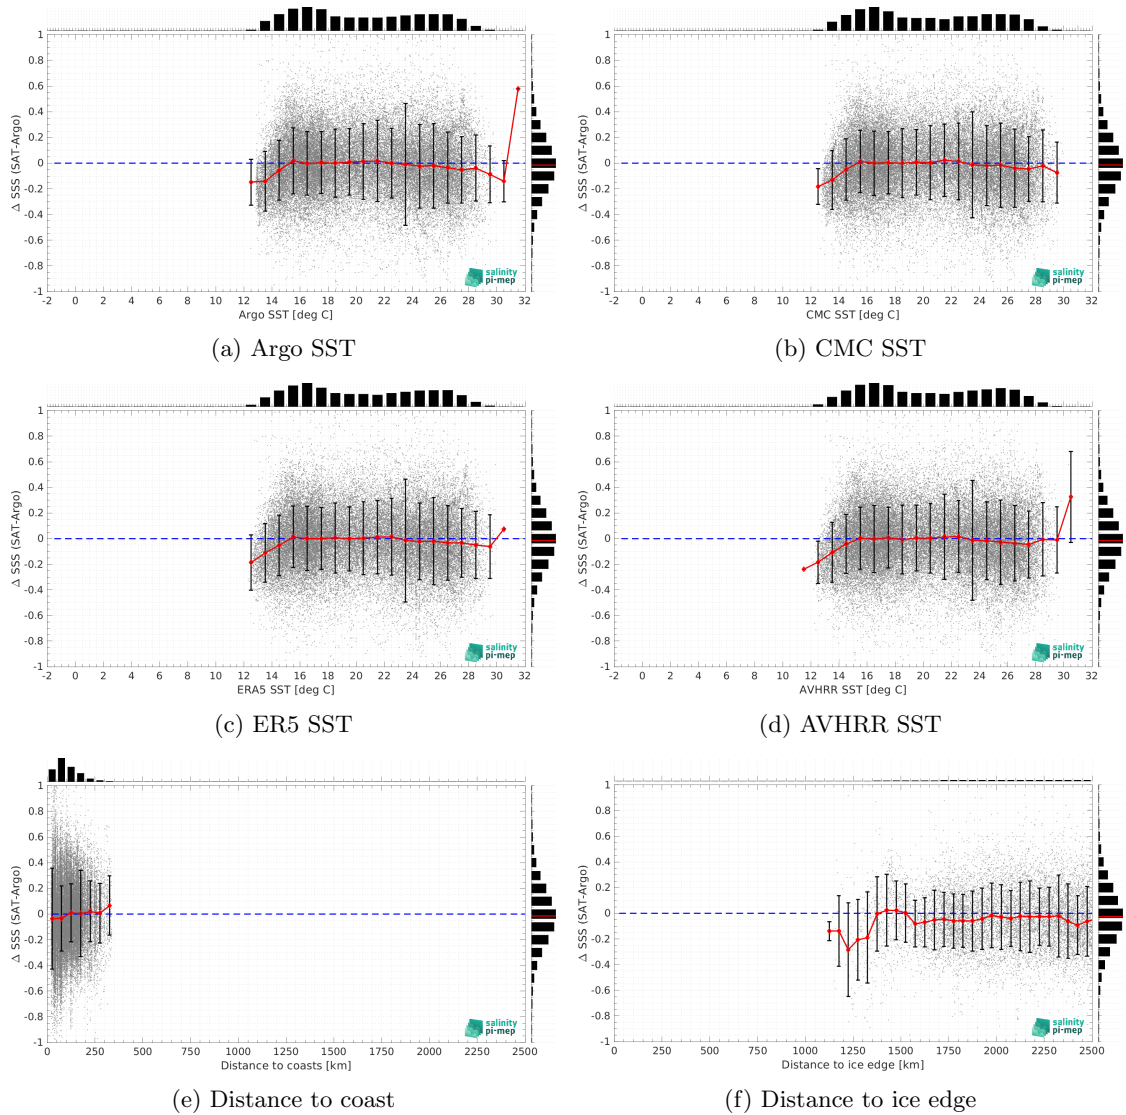 1
0.8
0.6
0.4
0.2
0
-0.2
-0.4
-0.6
-0.8
-1
Δ SSS (SAT-Argo)
salinity
pi-mep
-2 0 2 4 6 8 10 12 14 16 18 20 22 24 26 28 30 32
Argo SST [deg C]
(a) Argo SST
1
0.8
0.6
0.4
0.2
0
-0.2
-0.4
-0.6
-0.8
-1
Δ SSS (SAT-Argo)
salinity
pi-mep
-2 0 2 4 6 8 10 12 14 16 18 20 22 24 26 28 30 32
CMC SST [deg C]
(b) CMC SST
1
0.8
0.6
0.4
0.2
0
-0.2
-0.4
-0.6
-0.8
-1
Δ SSS (SAT-Argo)
salinity
pi-mep
-2 0 2 4 6 8 10 12 14 16 18 20 22 24 26 28 30 32
ERA5 SST [deg C]
(c) ER5 SST
1
0.8
0.6
0.4
0.2
0
-0.2
-0.4
-0.6
-0.8
-1
Δ SSS (SAT-Argo)
salinity
pi-mep
-2 0 2 4 6 8 10 12 14 16 18 20 22 24 26 28 30 32
AVHRR SST [deg C]
(d) AVHRR SST
1
0.8
0.6
0.4
0.2
0
-0.2
-0.4
-0.6
-0.8
-1
Δ SSS (SAT-Argo)
salinity
pi-mep
0 250 500 750 1000 1250 1500 1750 2000 2250 2500
Distance to coasts [km]
(e) Distance to coast
1
0.8
0.6
0.4
0.2
0
-0.2
-0.4
-0.6
-0.8
-1
Δ SSS (SAT-Argo)
salinity
pi-mep
0 250 500 750 1000 1250 1500 1750 2000 2250 2500
Distance to ice edge [km]
(f) Distance to ice edge